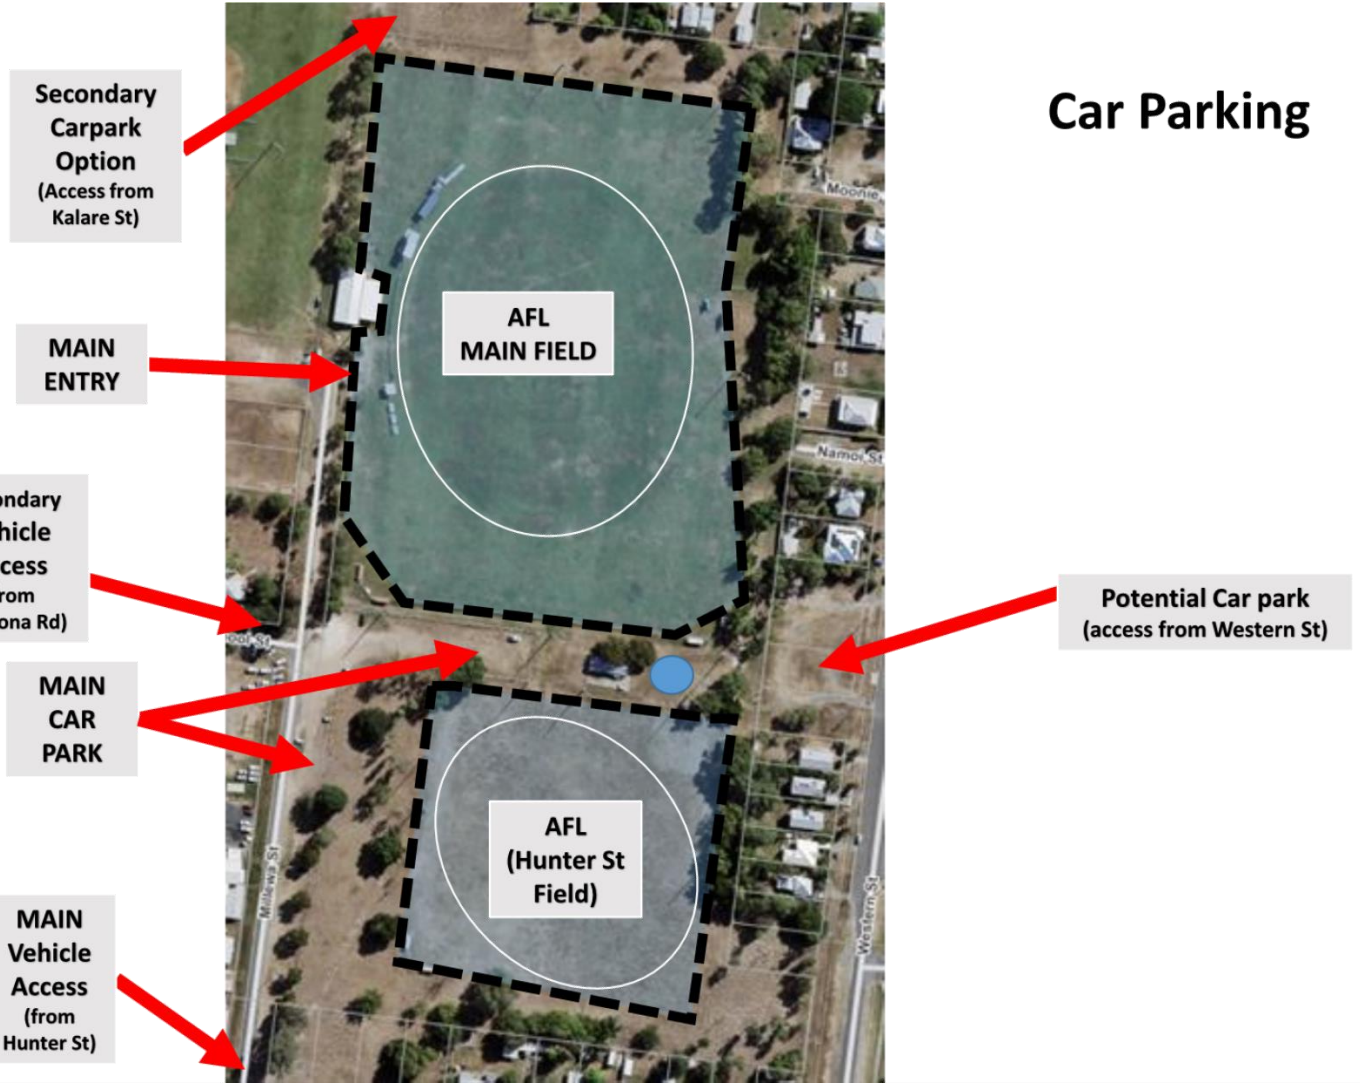 Car Parking
Secondary
Carpark
Option
(Access from
Kalare St)
MAIN
ENTRY
AFL
MAIN FIELD
Moonie
Namoi St
ondary
hicle
cess
rom
ona Rd)
ool St
Potential Car park
(access from Western St)
MAIN
CAR
PARK
AFL
(Hunter St
Field)
Millewa St
Western St
MAIN
Vehicle
Access
(from
Hunter St)